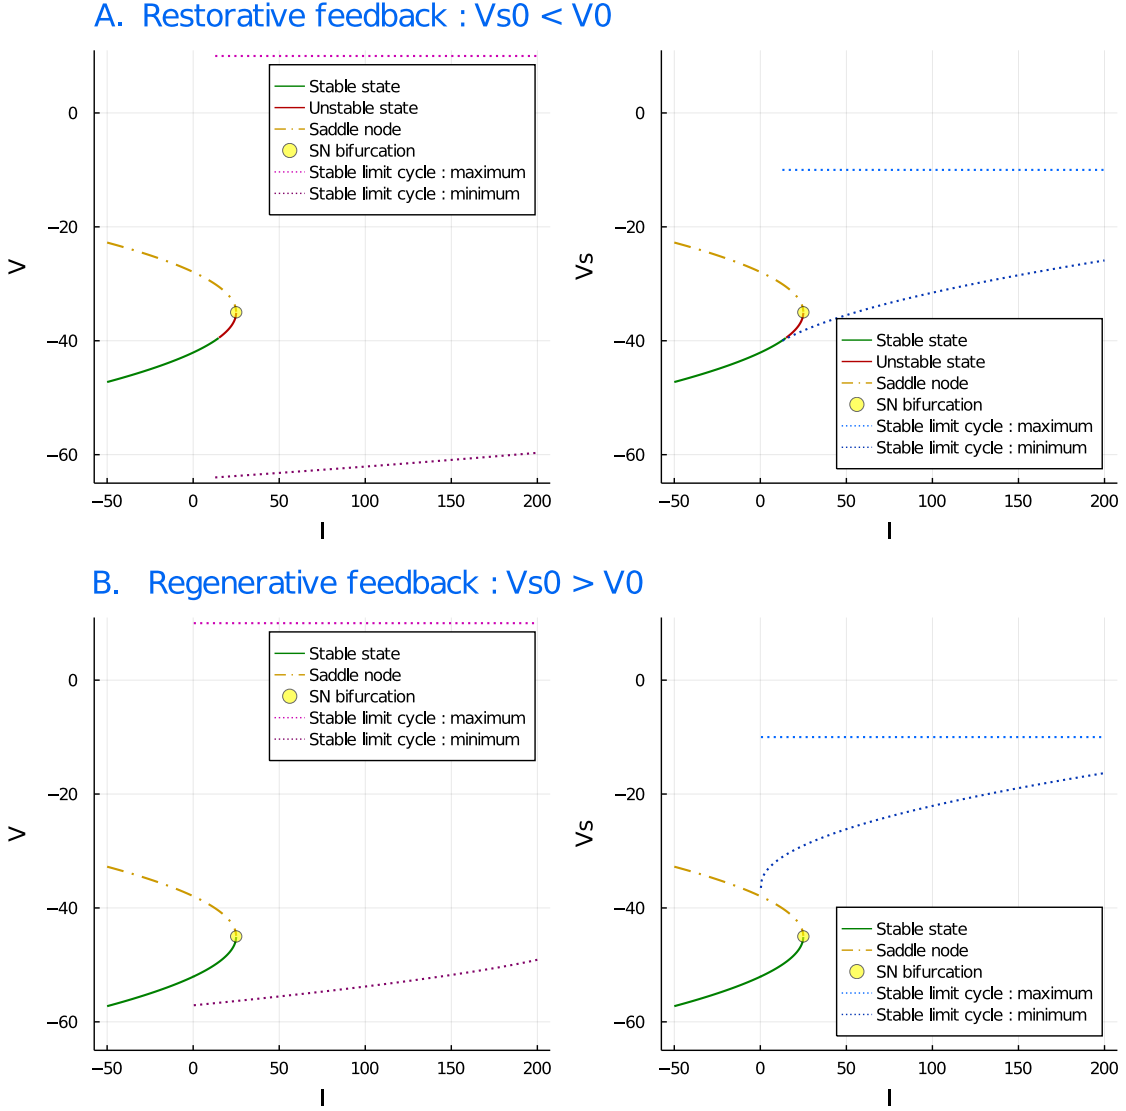 A. Restorative feedback : Vs0 < V0
Stable state
Unstable state
Saddle node
SN bifurcation
Stable limit cycle : maximum
Stable limit cycle : minimum
0
−20
−40
−60
V
−50 0 50 100 150 200
I
0
−20
−40
−60
Vs
Stable state
Unstable state
Saddle node
SN bifurcation
Stable limit cycle : maximum
Stable limit cycle : minimum
−50 0 50 100 150 200
I
B. Regenerative feedback : Vs0 > V0
Stable state
Saddle node
SN bifurcation
Stable limit cycle : maximum
Stable limit cycle : minimum
0
−20
−40
−60
V
−50 0 50 100 150 200
I
0
−20
−40
−60
Vs
Stable state
Saddle node
SN bifurcation
Stable limit cycle : maximum
Stable limit cycle : minimum
−50 0 50 100 150 200
I